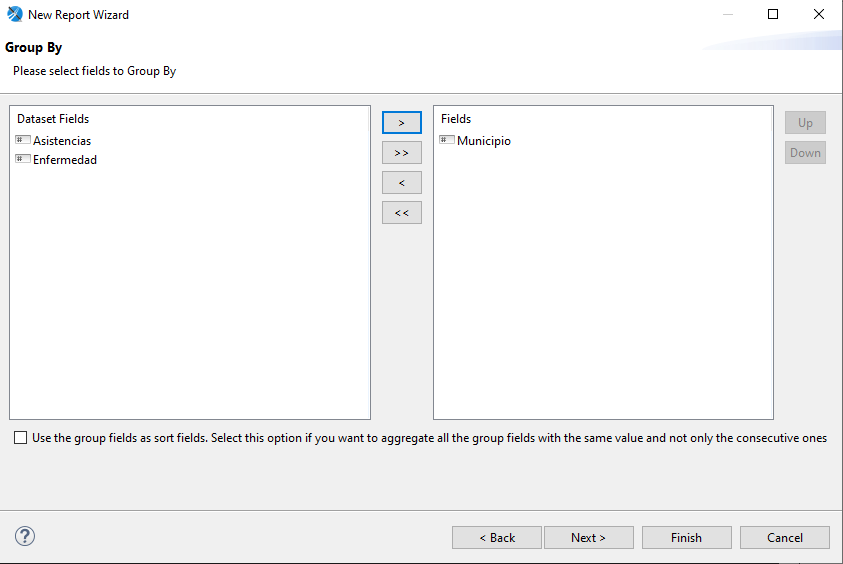 New Report Wizard
Group By
Please select fields to Group By
Dataset Fields
Asistencias
Enfermedad
>
>>
<
<<
Fields
Municipio
Up
Down
Use the group fields as sort fields. Select this option if you want to aggregate all the group fields with the same value and not only the consecutive ones
?
< Back
Next >
Finish
Cancel